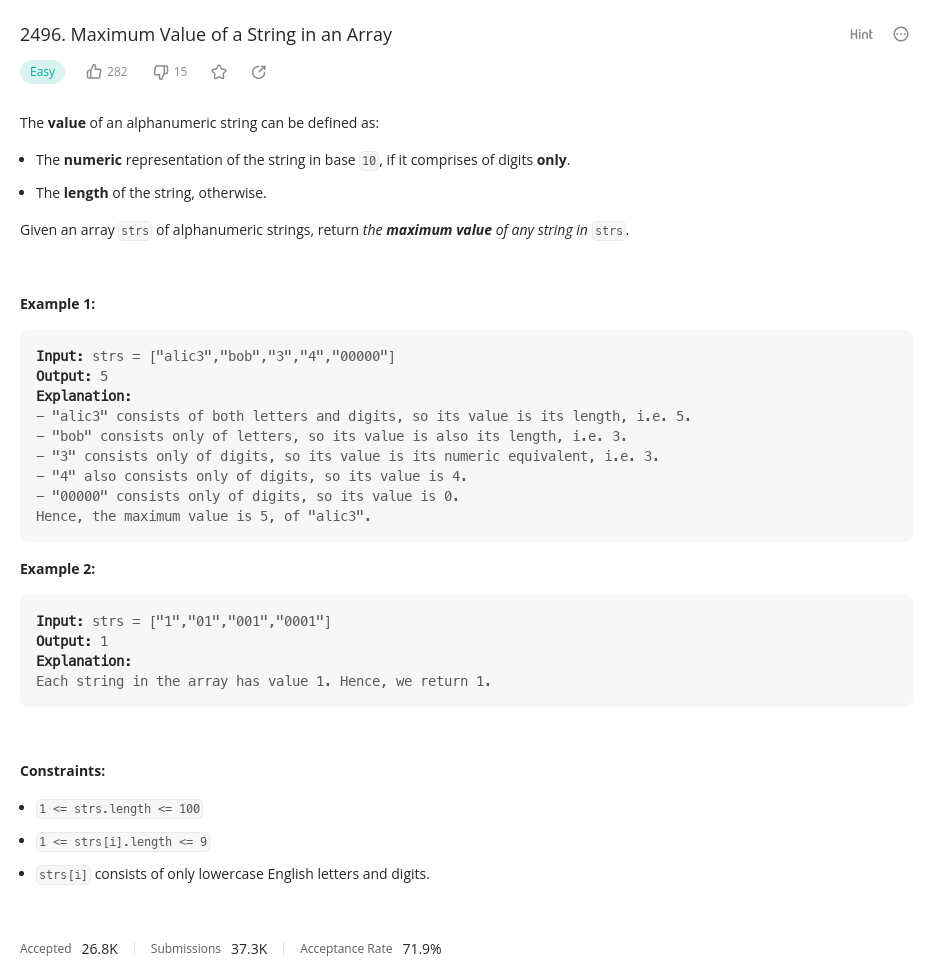 2496. Maximum Value of a String in an Array
Hint
Easy 282 15
The value of an alphanumeric string can be defined as:
• The numeric representation of the string in base 10, if it comprises of digits only.
• The length of the string, otherwise.
Given an array strs of alphanumeric strings, return the maximum value of any string in strs.
Example 1:
Input: strs = ["alic3","bob","3","4","00000"]
Output: 5
Explanation:
– "alic3" consists of both letters and digits, so its value is its length, i.e. 5.
– "bob" consists only of letters, so its value is also its length, i.e. 3.
– "3" consists only of digits, so its value is its numeric equivalent, i.e. 3.
– "4" also consists only of digits, so its value is 4.
– "00000" consists only of digits, so its value is 0.
Hence, the maximum value is 5, of "alic3".
Example 2:
Input: strs = ["1","01","001","0001"]
Output: 1
Explanation:
Each string in the array has value 1. Hence, we return 1.
Constraints:
• 1 <= strs.length <= 100
• 1 <= strs[i].length <= 9
• strs[i] consists of only lowercase English letters and digits.
Accepted 26.8K Submissions 37.3K Acceptance Rate 71.9%